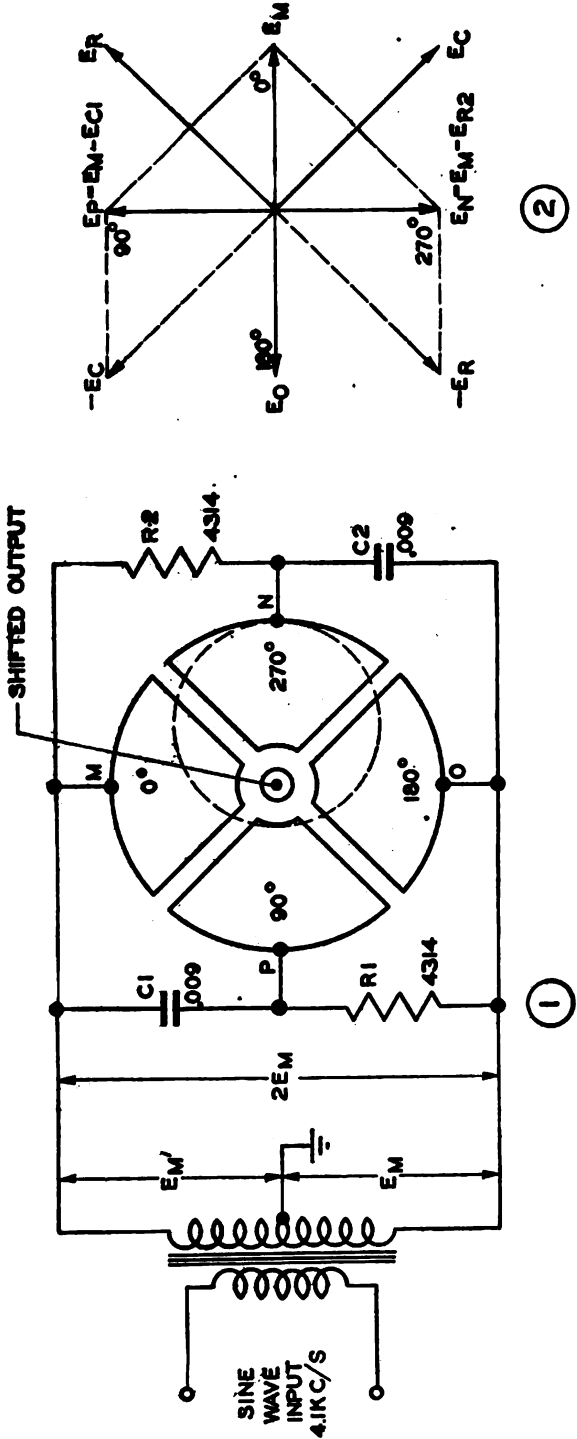 SINE
WAVE
INPUT
4.1KC/S
EM'
EM
2EM
C1
.009
P
R1
4314
M
0°
90°
180°
O
270°
N
SHIFTED OUTPUT
R2
4314
C2
.009
1
-EC
EP=EM-EC1
90°
ER
180°
EO
0°
EM
-ER
270°
EN=EM-ER2
EC
2